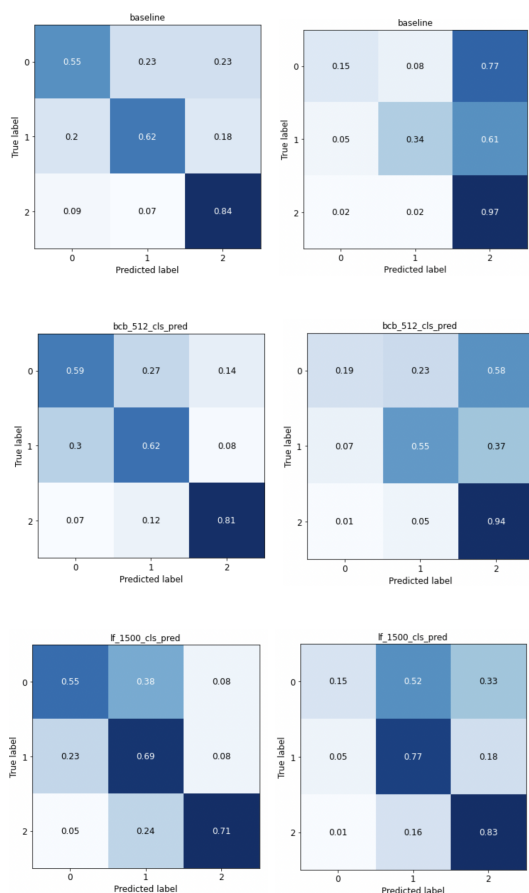 baseline
0 0.55 0.23 0.23
True label
1 0.2 0.62 0.18
2 0.09 0.07 0.84
0 1 2
Predicted label
baseline
0 0.15 0.08 0.77
True label
1 0.05 0.34 0.61
2 0.02 0.02 0.97
0 1 2
Predicted label
bcb_512_cls_pred
0 0.59 0.27 0.14
True label
1 0.3 0.62 0.08
2 0.07 0.12 0.81
0 1 2
Predicted label
bcb_512_cls_pred
0 0.19 0.23 0.58
True label
1 0.07 0.55 0.37
2 0.01 0.05 0.94
0 1 2
Predicted label
lf_1500_cls_pred
0 0.55 0.38 0.08
True label
1 0.23 0.69 0.08
2 0.05 0.24 0.71
0 1 2
Predicted label
lf_1500_cls_pred
0 0.15 0.52 0.33
True label
1 0.05 0.77 0.18
2 0.01 0.16 0.83
0 1 2
Predicted label